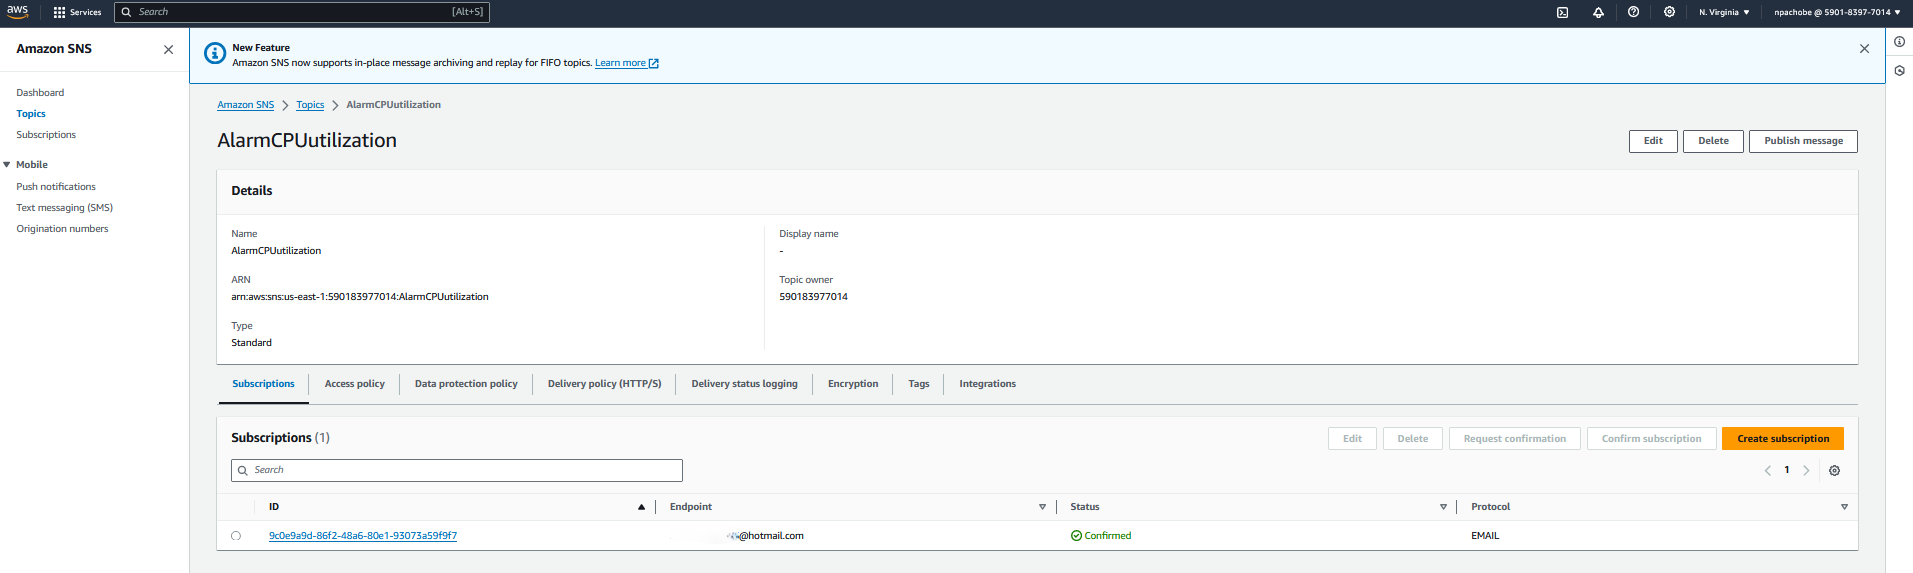 aws
Services
Search
[Alt+S]
N. Virginia
npachobe @ 5901-8397-7014
Amazon SNS
Dashboard
Topics
Subscriptions
Mobile
Push notifications
Text messaging (SMS)
Origination numbers
New Feature
Amazon SNS now supports in-place message archiving and replay for FIFO topics. Learn more
Amazon SNS > Topics > AlarmCPUutilization
AlarmCPUutilization
Edit
Delete
Publish message
Details
Name
AlarmCPUutilization
ARN
arn:aws:sns:us-east-1:590183977014:AlarmCPUutilization
Type
Standard
Display name
-
Topic owner
590183977014
Subscriptions
Access policy
Data protection policy
Delivery policy (HTTP/S)
Delivery status logging
Encryption
Tags
Integrations
Subscriptions (1)
Edit
Delete
Request confirmation
Confirm subscription
Create subscription
Search
1
ID
Endpoint
Status
Protocol
9c0e9a9d-86f2-48a6-80e1-93073a59f9f7
@hotmail.com
Confirmed
EMAIL